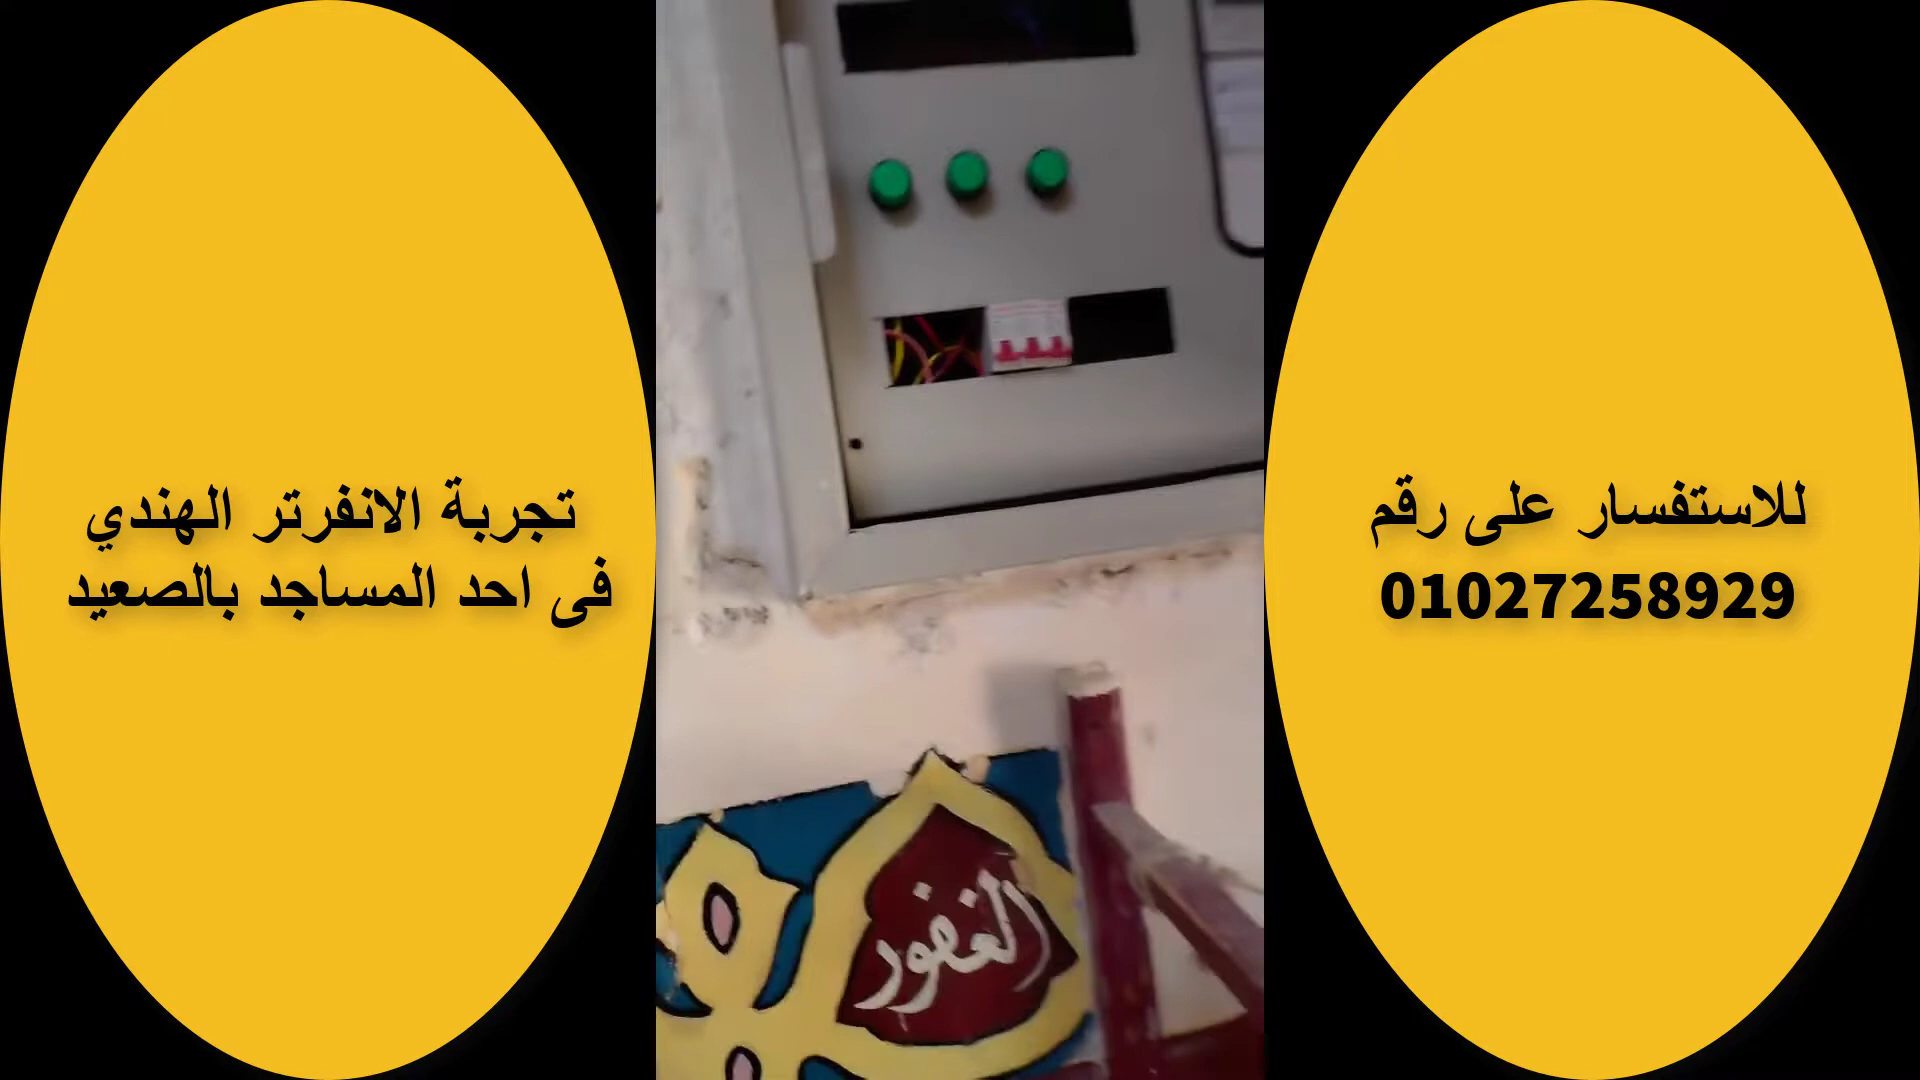 تجربة الانفرتر الهندي
فى احد المساجد بالصعيد
للاستفسار على رقم
01027258929
الغفور